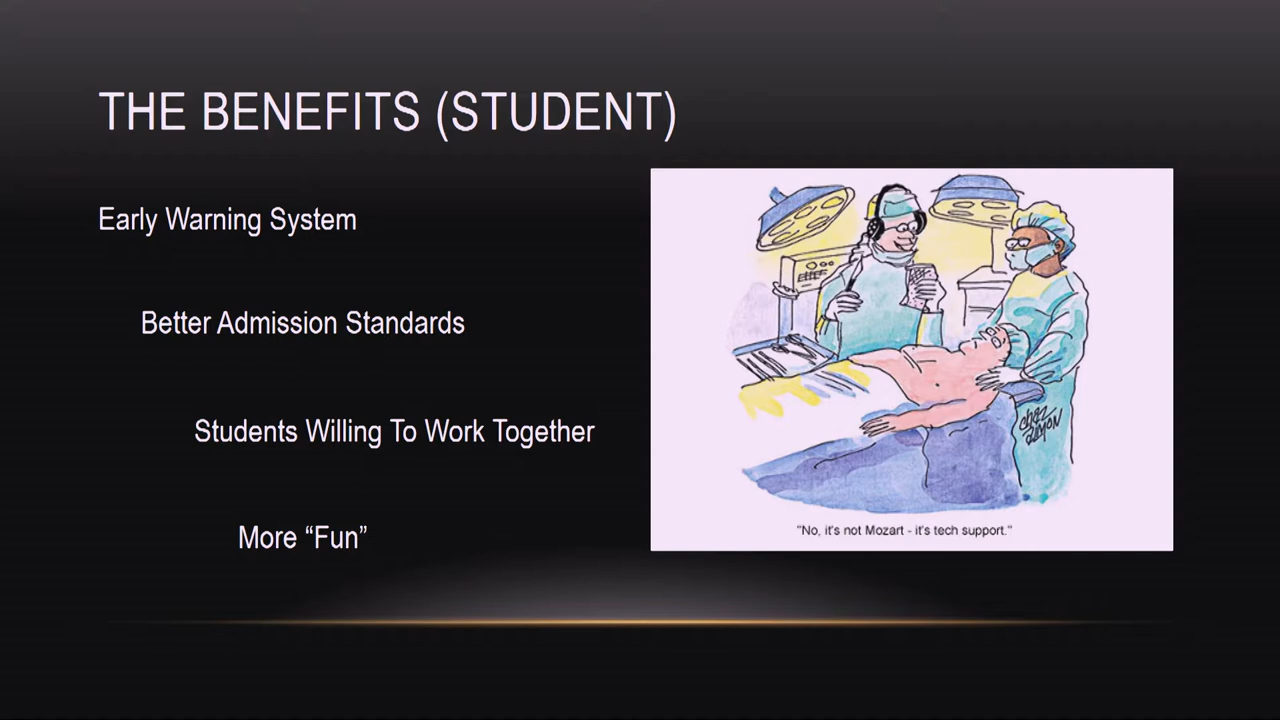 THE BENEFITS (STUDENT)
Early Warning System
Better Admission Standards
Students Willing To Work Together
More “Fun”
chaz
"No, it's not Mozart - it's tech support."